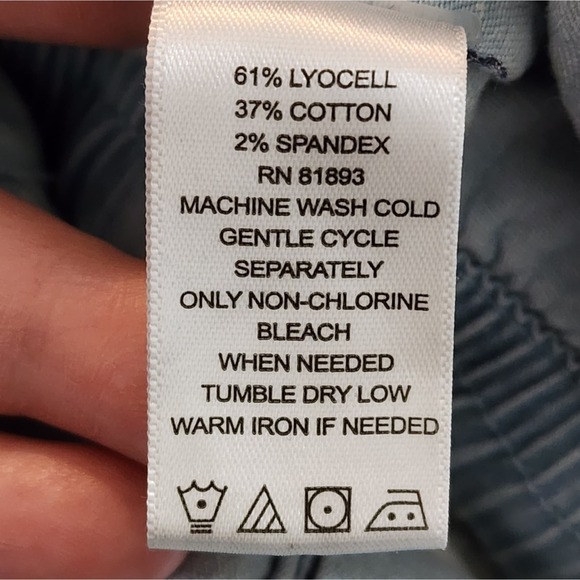 61% LYOCELL
37% COTTON
2% SPANDEX
RN 81893
MACHINE WASH COLD
GENTLE CYCLE
SEPARATELY
ONLY NON-CHLORINE
BLEACH
WHEN NEEDED
TUMBLE DRY LOW
WARM IRON IF NEEDED